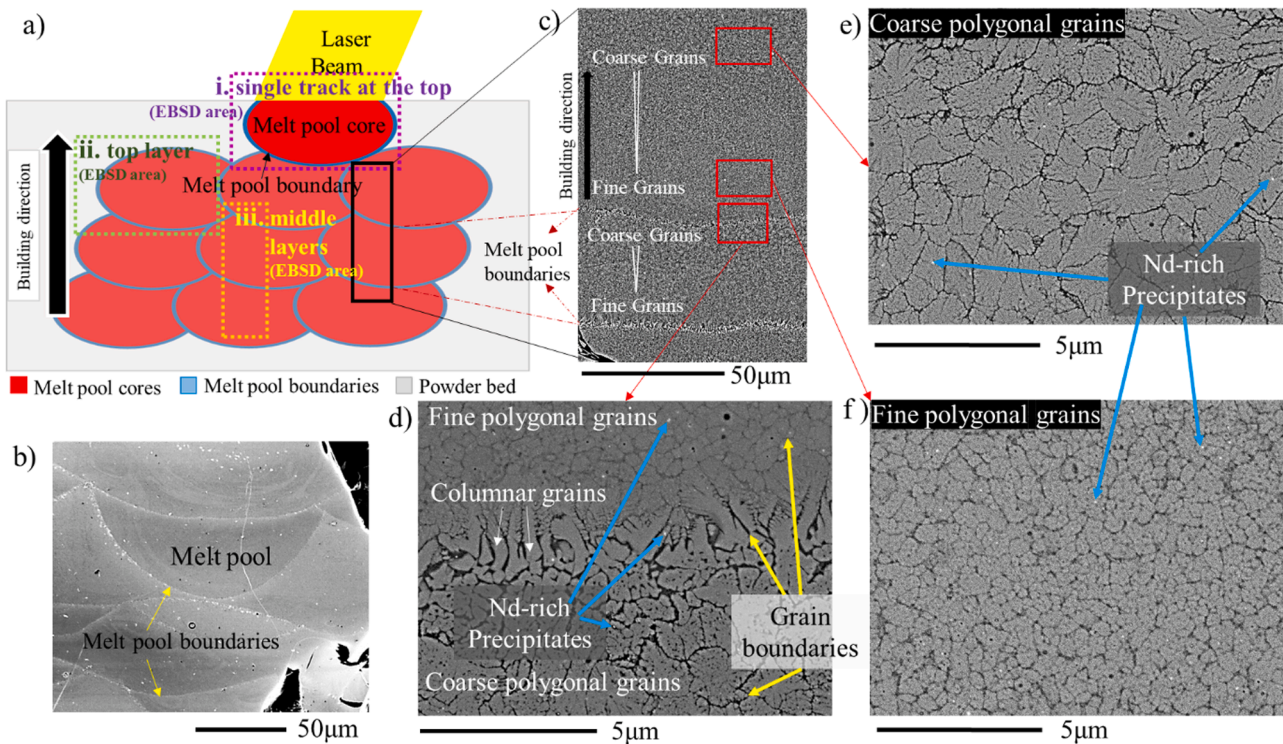 a)
Laser
Beam
i. single track at the top
(EBSD area)
Melt pool core
ii. top layer
(EBSD area)
Melt pool boundary
iii. middle
layers
(EBSD area)
Building direction
Melt pool cores
Melt pool boundaries
Powder bed
b)
Melt pool
Melt pool boundaries
50μm
c)
Coarse Grains
Building direction
Fine Grains
Coarse Grains
Fine Grains
Melt pool
boundaries
50μm
d)
Fine polygonal grains
Columnar grains
Nd-rich
Precipitates
Grain
boundaries
Coarse polygonal grains
5μm
e)
Coarse polygonal grains
Nd-rich
Precipitates
5μm
f)
Fine polygonal grains
5μm